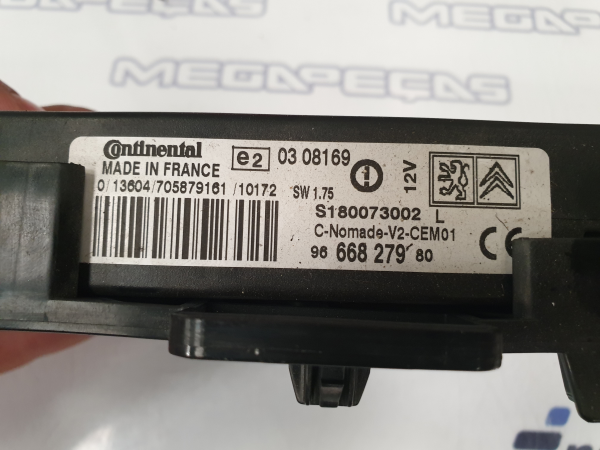 MEGAPEÇAS
MEGAPEÇAS
Continental e2 03 08169
MADE IN FRANCE
0/13604/705879161/10172 SW 1.75 12V
S180073002 L
C-Nomade-V2-CEM01
96 668 279 80 CE